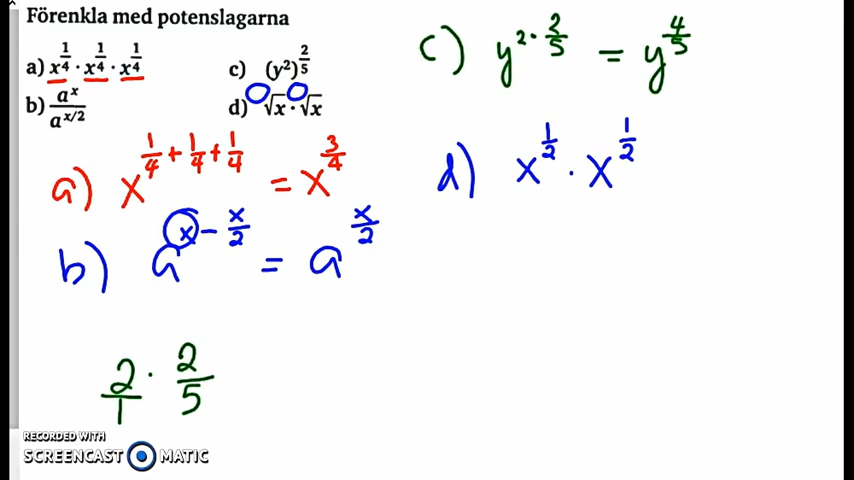 Förenkla med potenslagarna
a) x^{1/4} · x^{1/4} · x^{1/4}
c) (y²)^{2/5}
b) a^x / a^{x/2}
d) √x · √x
c) y^{2 · 2/5} = y^{4/5}
a) x^{1/4 + 1/4 + 1/4} = x^{3/4}
d) x^{1/2} · x^{1/2}
b) a^{x - x/2} = a^{x/2}
2/1 · 2/5
RECORDED WITH
SCREENCAST MATIC